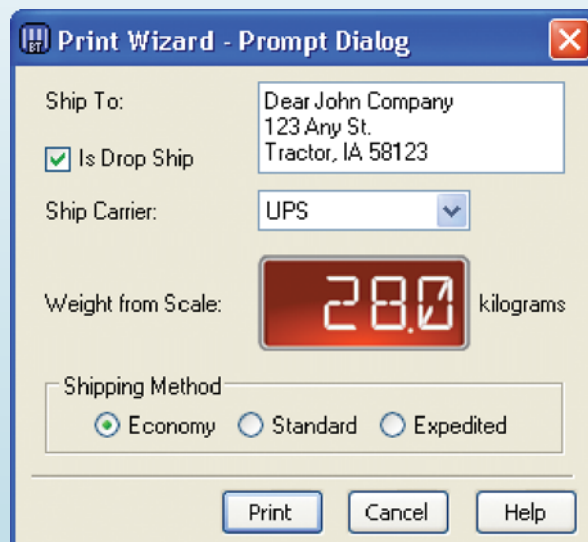 BT Print Wizard - Prompt Dialog
Ship To:
Dear John Company
123 Any St.
Tractor, IA 58123
Is Drop Ship
Ship Carrier:
UPS
Weight from Scale:
28.0 kilograms
Shipping Method
Economy Standard Expedited
Print Cancel Help